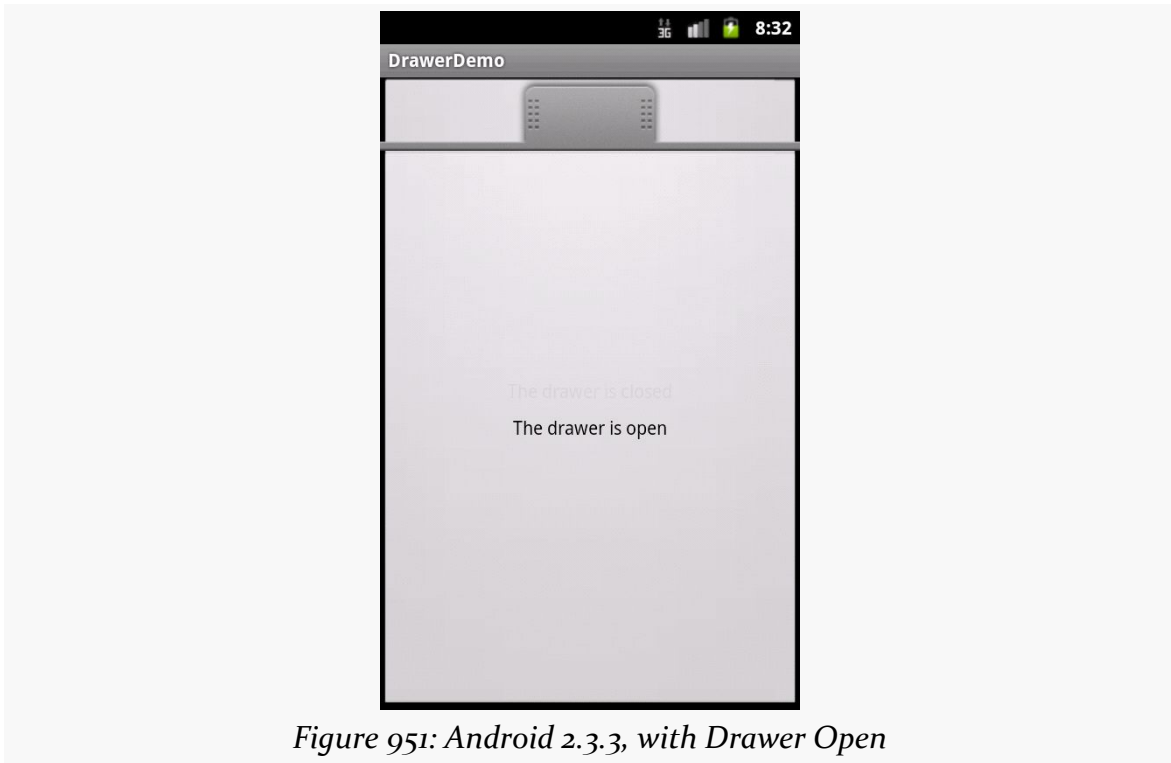 3G 8:32
DrawerDemo
The drawer is closed
The drawer is open
Figure 951: Android 2.3.3, with Drawer Open